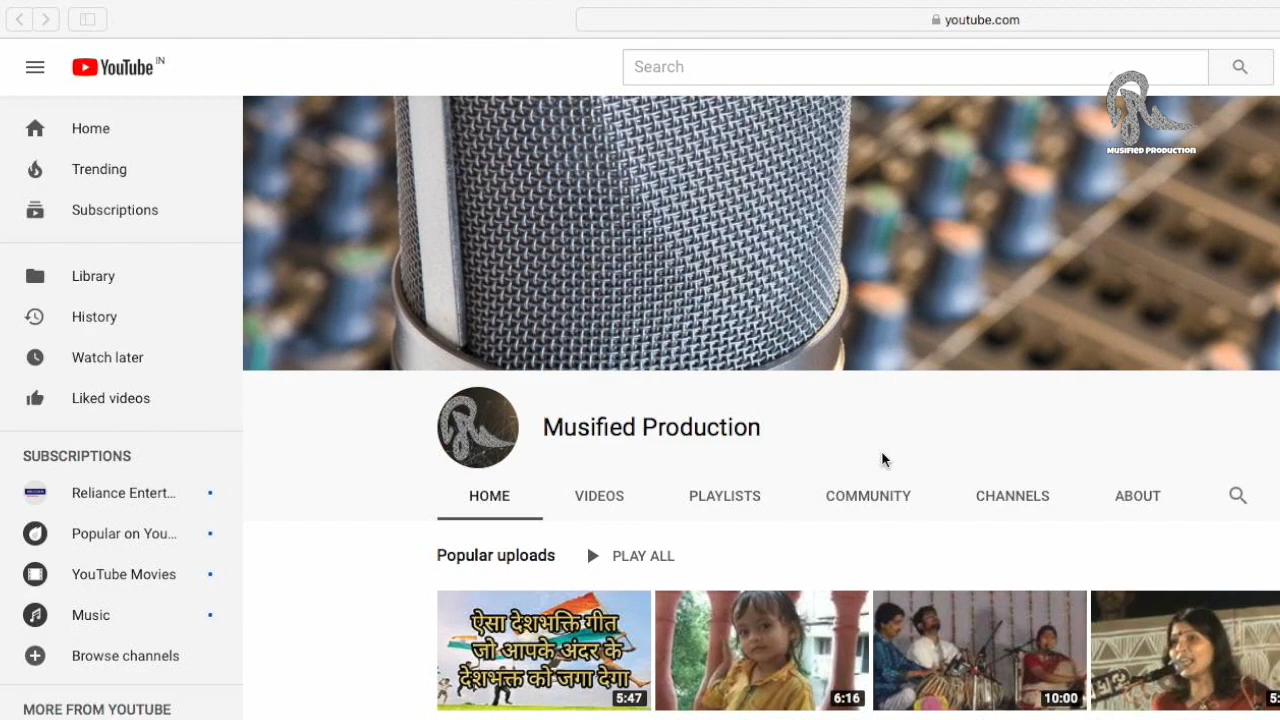 youtube.com
YouTube IN
Search
MUSIFIED PRODUCTION
Home
Trending
Subscriptions
Library
History
Watch later
Liked videos
SUBSCRIPTIONS
Reliance Entert...
Popular on You...
YouTube Movies
Music
Browse channels
MORE FROM YOUTUBE
Musified Production
HOME VIDEOS PLAYLISTS COMMUNITY CHANNELS ABOUT
Popular uploads PLAY ALL
ऐसा देशभक्ति गीत
जो आपके अंदर के
देशभक्त को जगा देगा
5:47
6:16
10:00
5: